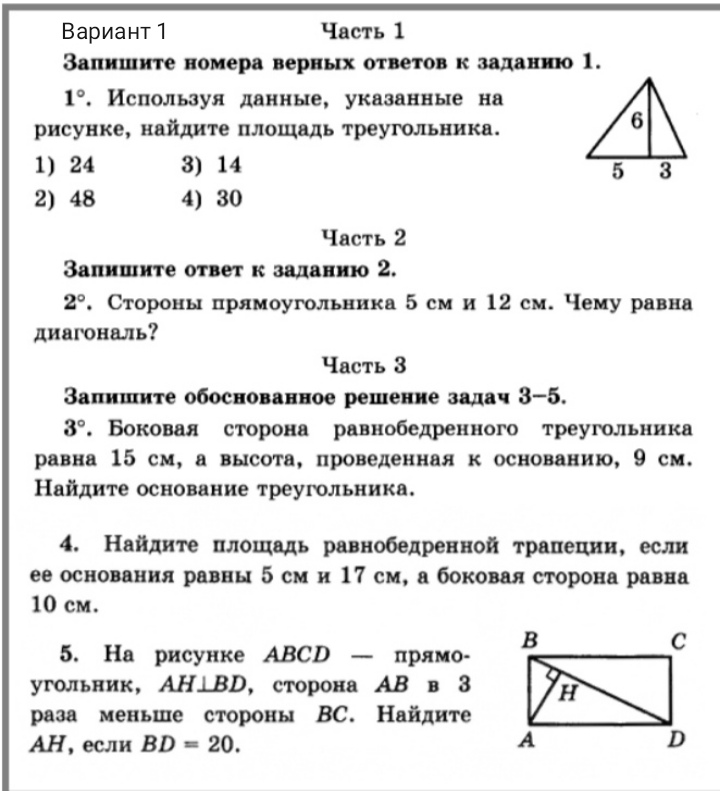 Вариант 1 Часть 1
Запишите номера верных ответов к заданию 1.
1°. Используя данные, указанные на
рисунке, найдите площадь треугольника.
1) 24 3) 14
2) 48 4) 30
6
5 3
Часть 2
Запишите ответ к заданию 2.
2°. Стороны прямоугольника 5 см и 12 см. Чему равна
диагональ?
Часть 3
Запишите обоснованное решение задач 3–5.
3°. Боковая сторона равнобедренного треугольника
равна 15 см, а высота, проведенная к основанию, 9 см.
Найдите основание треугольника.
4. Найдите площадь равнобедренной трапеции, если
ее основания равны 5 см и 17 см, а боковая сторона равна
10 см.
5. На рисунке ABCD — прямо-
угольник, AH⊥BD, сторона AB в 3
раза меньше стороны BC. Найдите
AH, если BD = 20.
B C
H
A D